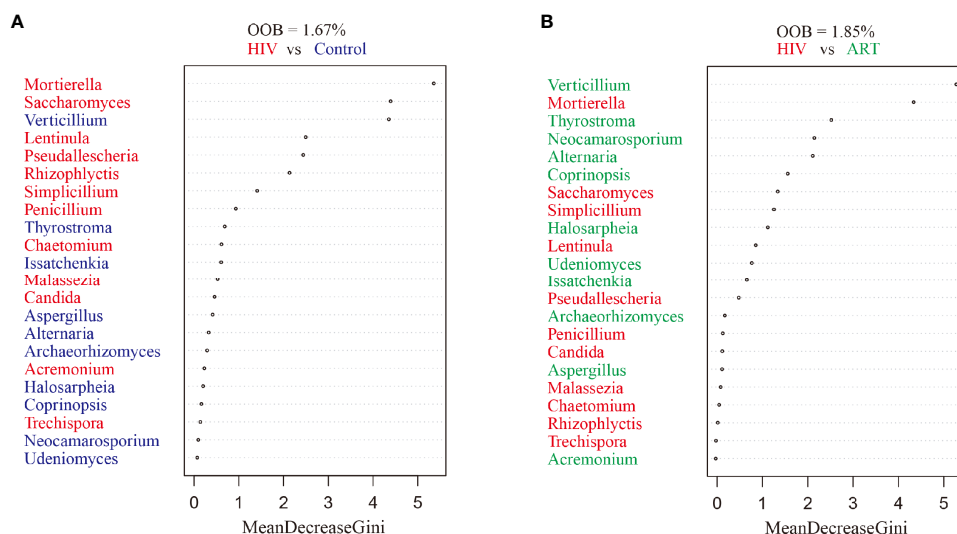 A
OOB = 1.67%
HIV vs Control
Mortierella
Saccharomyces
Verticillium
Lentinula
Pseudallescheria
Rhizophlyctis
Simplicillium
Penicillium
Thyrostroma
Chaetomium
Issatchenkia
Malassezia
Candida
Aspergillus
Alternaria
Archaeorhizomyces
Acremonium
Halosarpheia
Coprinopsis
Trechispora
Neocamarosporium
Udeniomyces
0 1 2 3 4 5
MeanDecreaseGini
B
OOB = 1.85%
HIV vs ART
Verticillium
Mortierella
Thyrostroma
Neocamarosporium
Alternaria
Coprinopsis
Saccharomyces
Simplicillium
Halosarpheia
Lentinula
Udeniomyces
Issatchenkia
Pseudallescheria
Archaeorhizomyces
Penicillium
Candida
Aspergillus
Malassezia
Chaetomium
Rhizophlyctis
Trechispora
Acremonium
0 1 2 3 4 5
MeanDecreaseGini